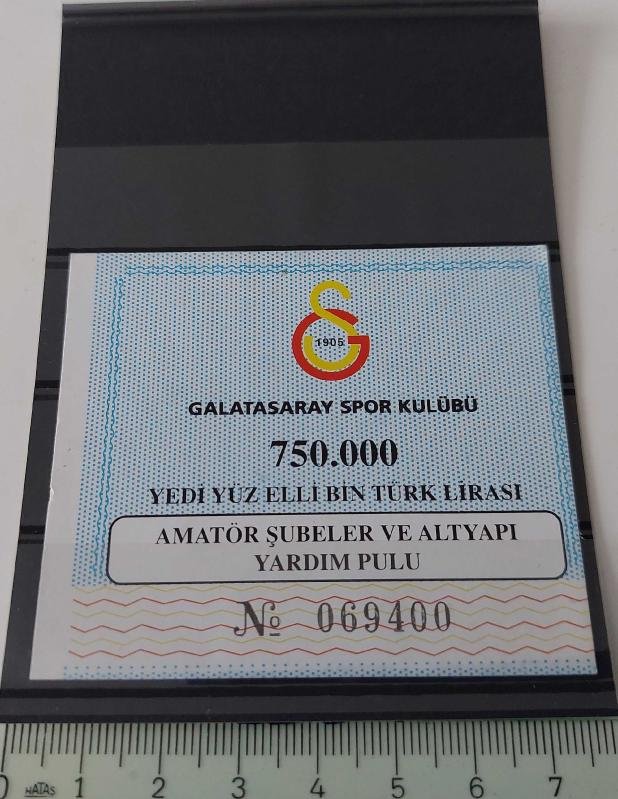 1905
GALATASARAY SPOR KULÜBÜ
750.000
YEDİ YÜZ ELLİ BİN TÜRK LİRASI
AMATÖR ŞUBELER VE ALTYAPI
YARDIM PULU
№ 069400
0 HATAS 1 2 3 4 5 6 7